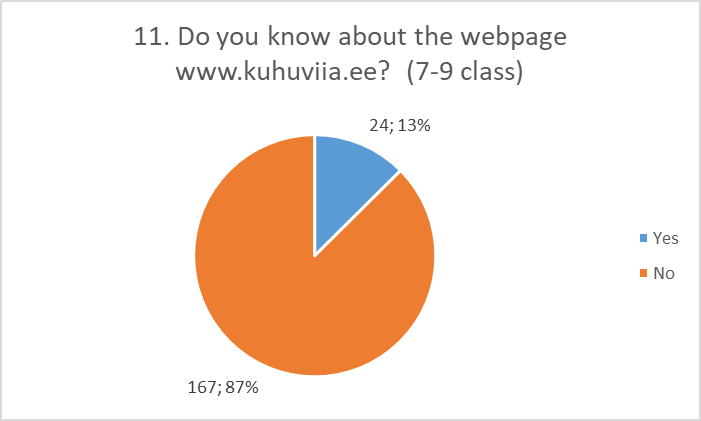 11. Do you know about the webpage
www.kuhuviia.ee?  (7-9 class)
24; 13%
Yes
No
167; 87%